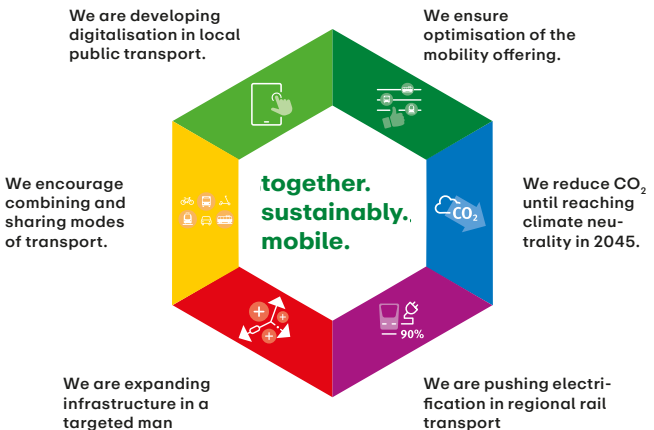 We are developing
digitalisation in local
public transport.
We ensure
optimisation of the
mobility offering.
We encourage
combining and
sharing modes
of transport.
together.
sustainably.
mobile.
CO₂
We reduce CO₂
until reaching
climate neu-
trality in 2045.
90%
We are expanding
infrastructure in a
targeted man
We are pushing electri-
fication in regional rail
transport